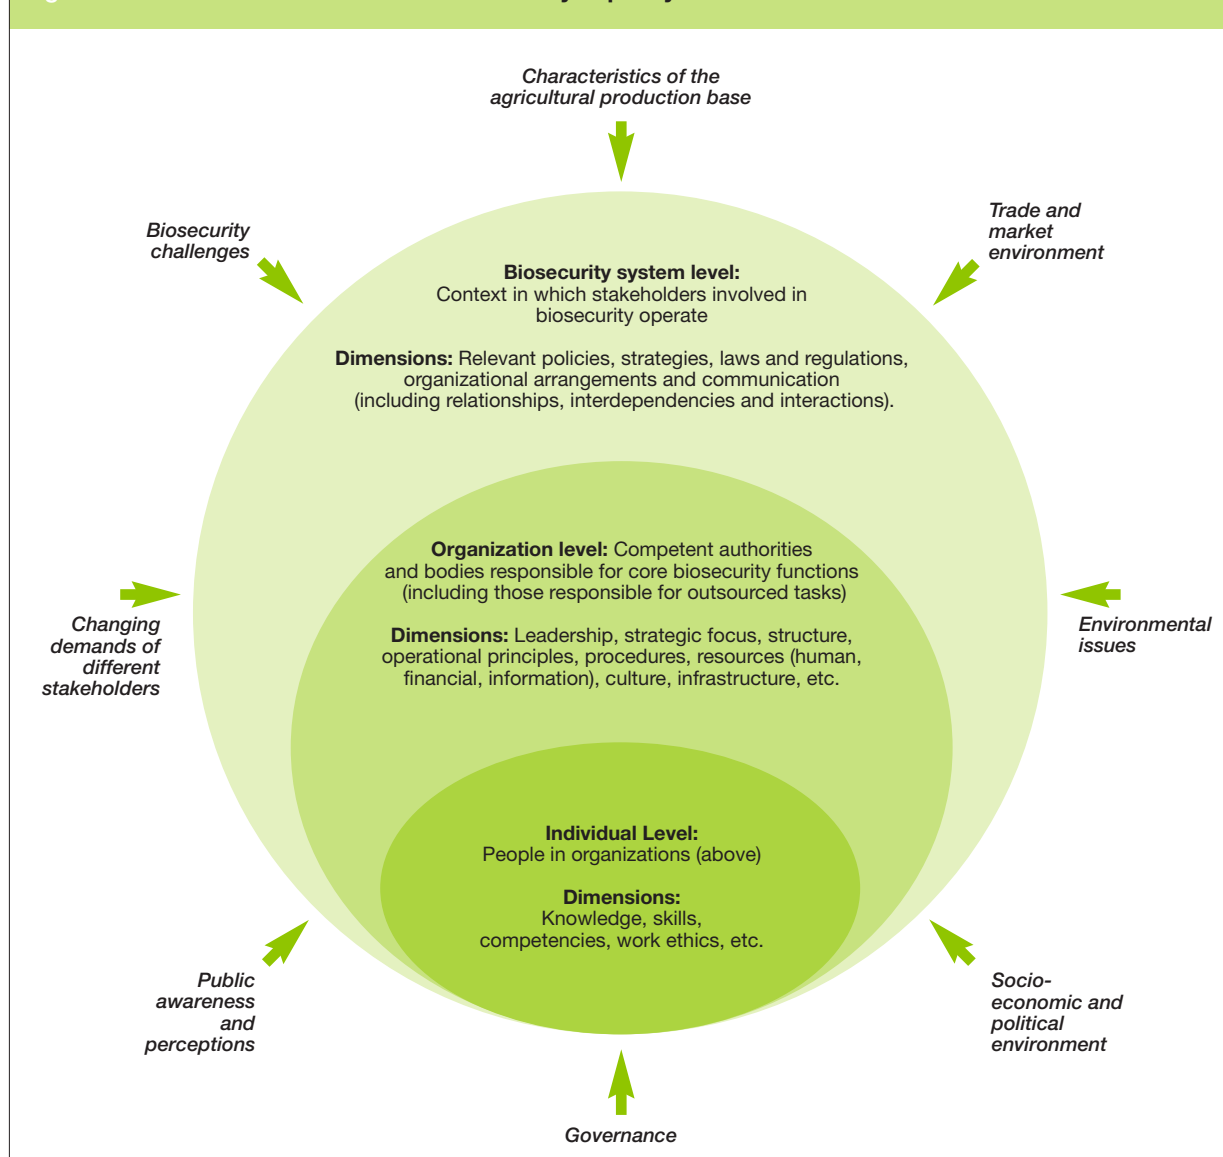 Characteristics of the
agricultural production base
Biosecurity
challenges
Trade and
market
environment
Biosecurity system level:
Context in which stakeholders involved in
biosecurity operate
Dimensions: Relevant policies, strategies, laws and regulations,
organizational arrangements and communication
(including relationships, interdependencies and interactions).
Organization level: Competent authorities
and bodies responsible for core biosecurity functions
(including those responsible for outsourced tasks)
Dimensions: Leadership, strategic focus, structure,
operational principles, procedures, resources (human,
financial, information), culture, infrastructure, etc.
Changing
demands of
different
stakeholders
Environmental
issues
Individual Level:
People in organizations (above)
Dimensions:
Knowledge, skills,
competencies, work ethics, etc.
Public
awareness
and
perceptions
Socio-
economic and
political
environment
Governance